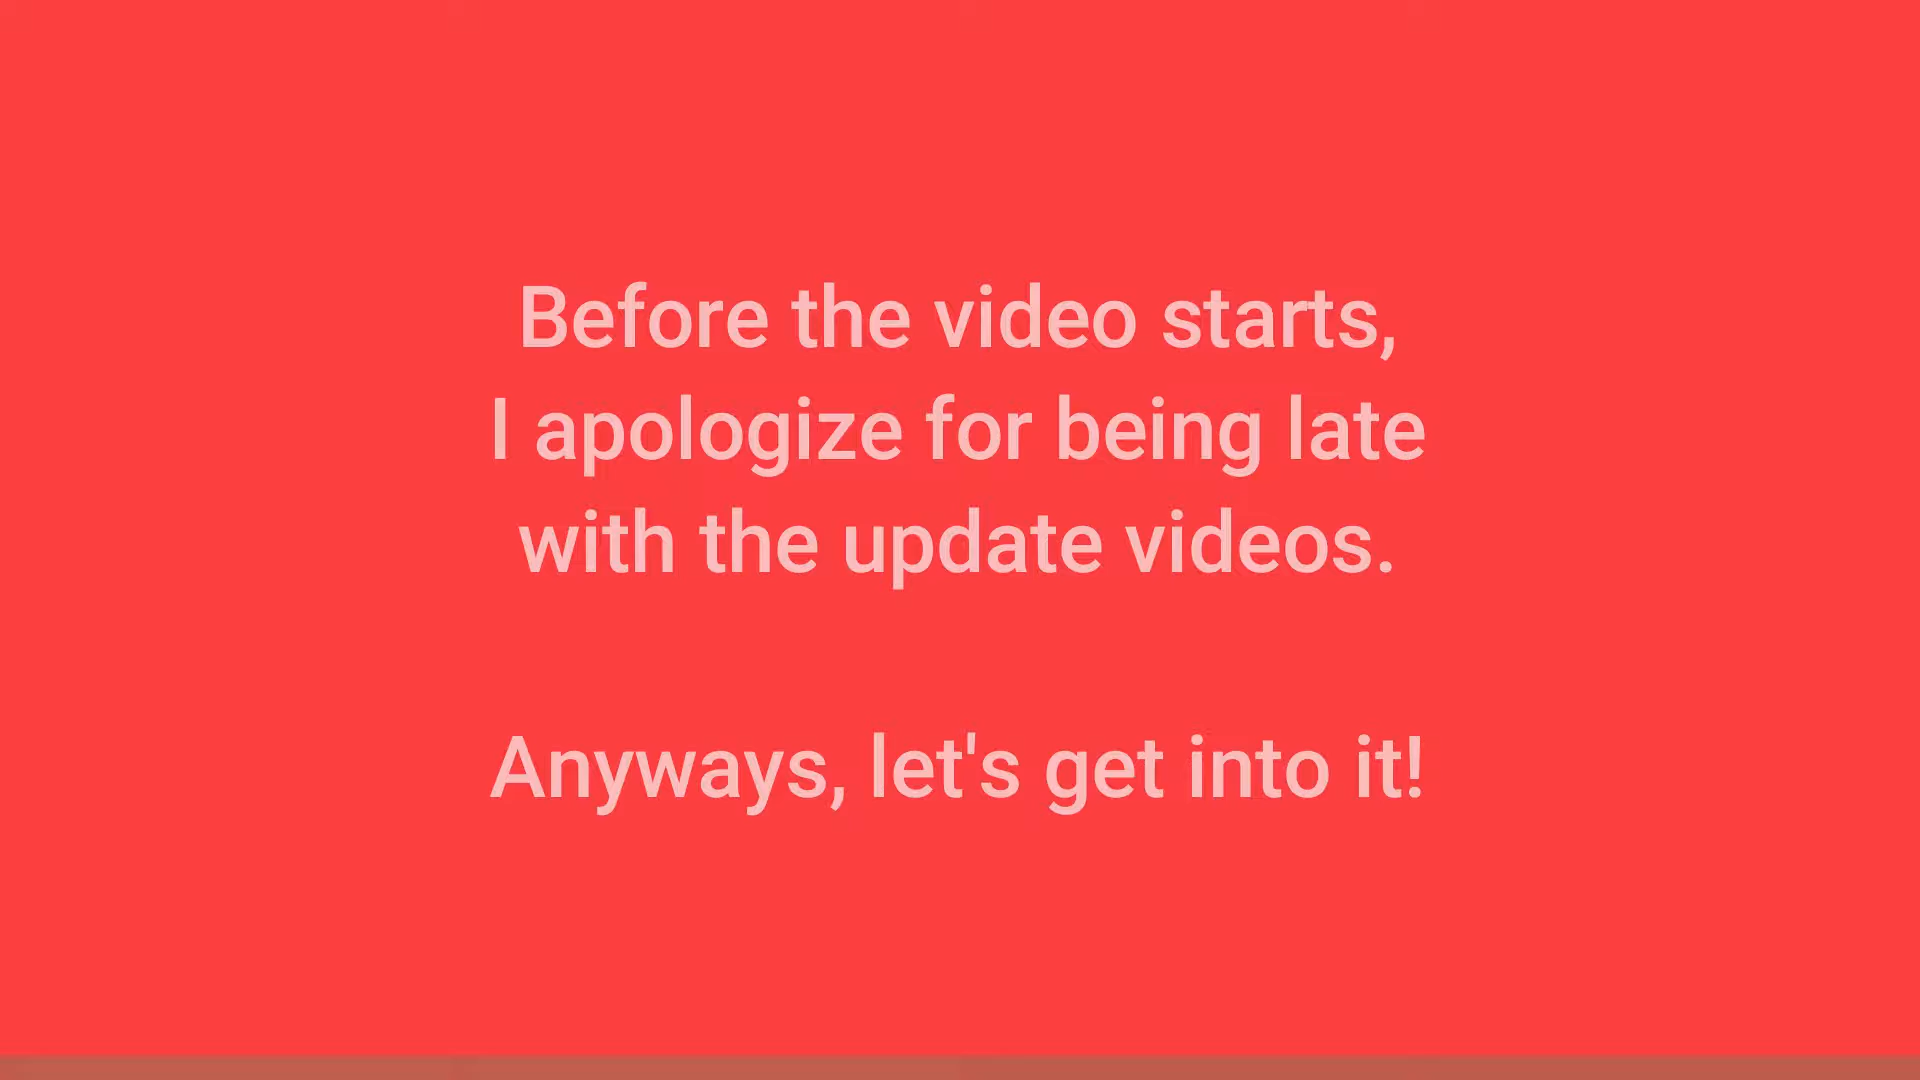 Before the video starts,
I apologize for being late
with the update videos.
Anyways, let's get into it!